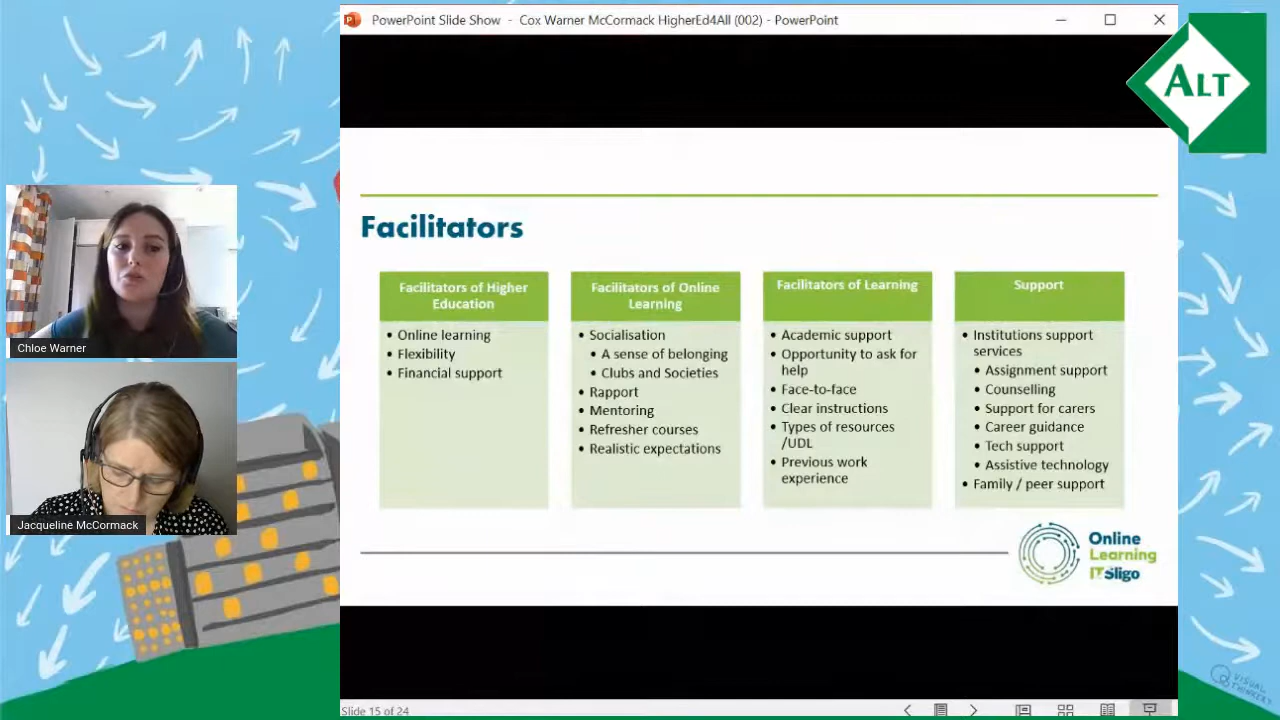 PowerPoint Slide Show - Cox Warner McCormack HigherEd4All (002) - PowerPoint
ALT
Facilitators
Facilitators of Higher
Education
• Online learning
• Flexibility
• Financial support
Facilitators of Online
Learning
• Socialisation
• A sense of belonging
• Clubs and Societies
• Rapport
• Mentoring
• Refresher courses
• Realistic expectations
Facilitators of Learning
• Academic support
• Opportunity to ask for
help
• Face-to-face
• Clear instructions
• Types of resources
/UDL
• Previous work
experience
Support
• Institutions support
services
• Assignment support
• Counselling
• Support for carers
• Career guidance
• Tech support
• Assistive technology
• Family / peer support
Online
Learning
IT Sligo
Chloe Warner
Jacqueline McCormack
Slide 15 of 24
VISUAL
THINKERY